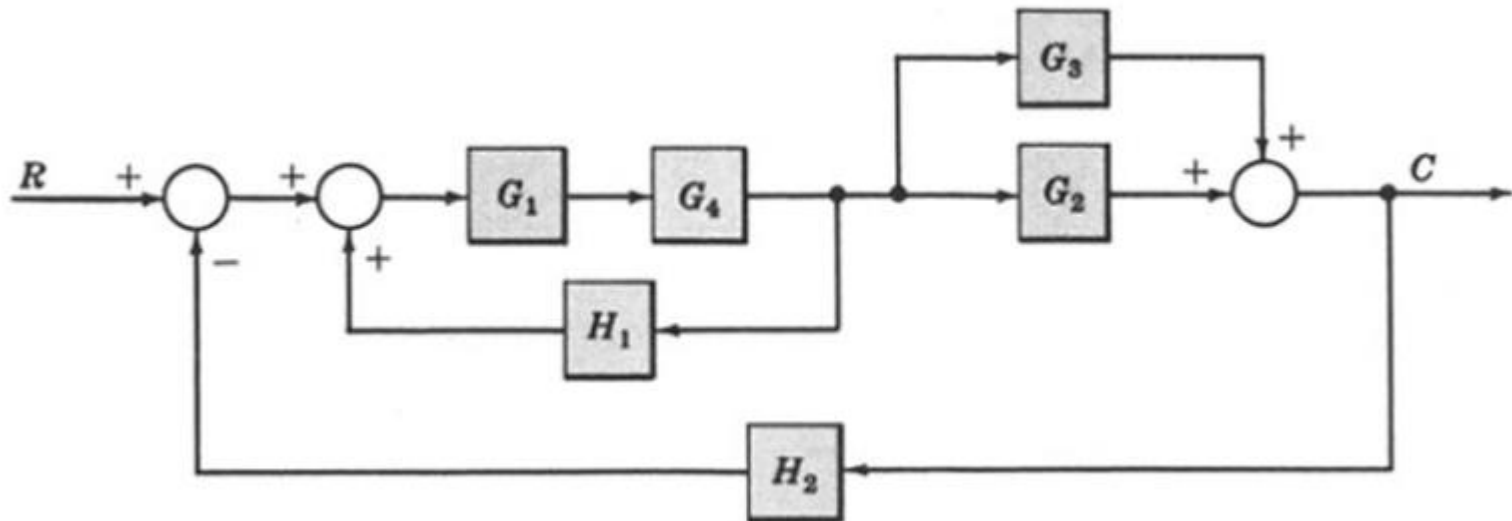 G₃
R + + G₁ G₄ G₂ + + C
− +
H₁
H₂